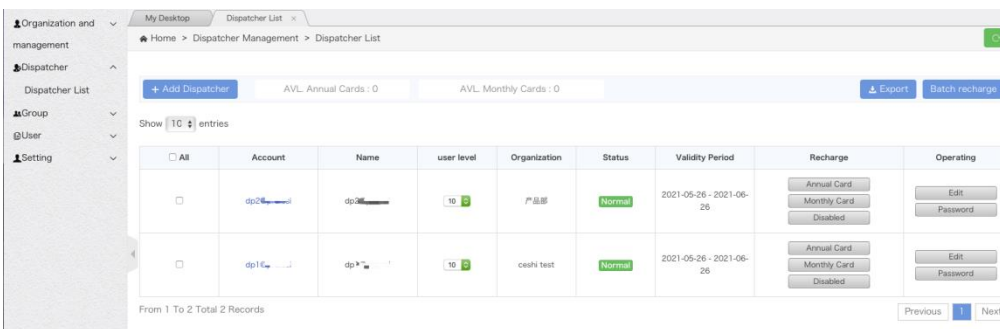 Organization and
management
Dispatcher
Dispatcher List
Group
User
Setting
My Desktop Dispatcher List ×
Home > Dispatcher Management > Dispatcher List
+ Add Dispatcher AVL. Annual Cards : 0 AVL. Monthly Cards : 0 Export Batch recharge
Show 10 entries
All Account Name user level Organization Status Validity Period Recharge Operating
10 产品部 Normal 2021-05-26 - 2021-06-
26
Annual Card
Monthly Card
Disabled
Edit
Password
10 ceshi test Normal 2021-05-26 - 2021-06-
26
Annual Card
Monthly Card
Disabled
Edit
Password
From 1 To 2 Total 2 Records
Previous 1 Next